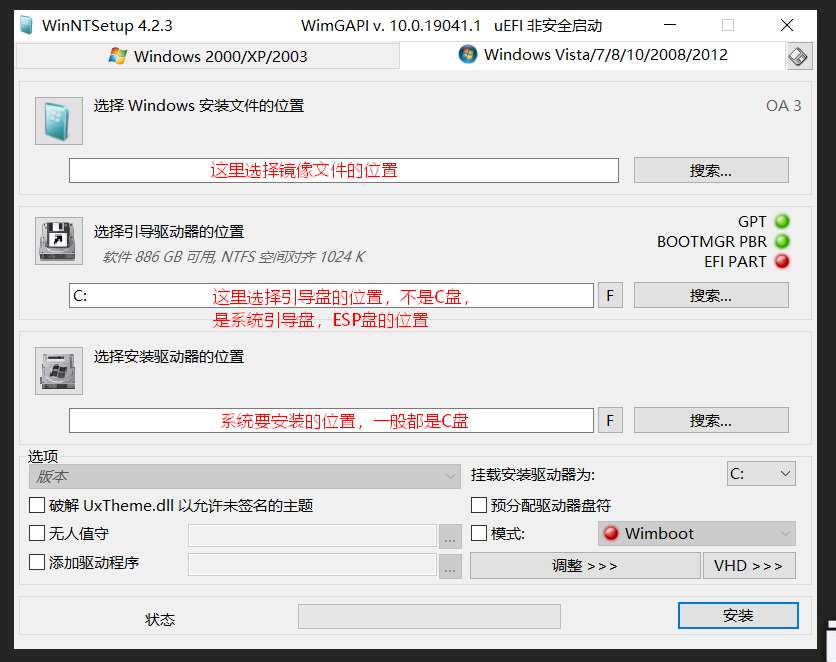 WinNTSetup 4.2.3 WimGAPI v. 10.0.19041.1 uEFI 非安全启动
Windows 2000/XP/2003 Windows Vista/7/8/10/2008/2012
选择 Windows 安装文件的位置 OA 3
这里选择镜像文件的位置 搜索...
选择引导驱动器的位置 GPT
BOOTMGR PBR
软件 886 GB 可用, NTFS 空间对齐 1024 K
EFI PART
C: 这里选择引导盘的位置，不是C盘， F 搜索...
是系统引导盘，ESP盘的位置
选择安装驱动器的位置
系统要安装的位置，一般都是C盘 F 搜索...
选项
版本 挂载安装驱动器为: C:
破解 UxTheme.dll 以允许未签名的主题 预分配驱动器盘符
无人值守 ... 模式: Wimboot
添加驱动程序 ... 调整 >>> VHD >>>
状态 安装